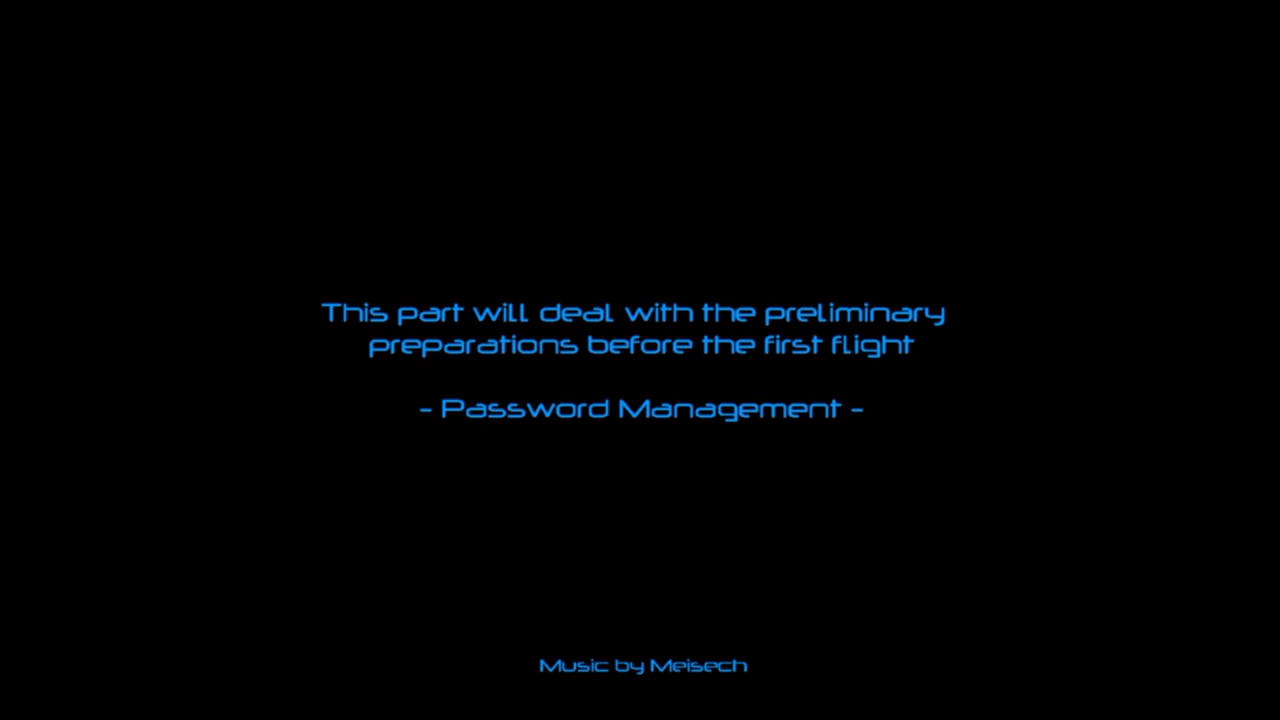 This part will deal with the preliminary
preparations before the first flight
- Password Management -
Music by Meisech